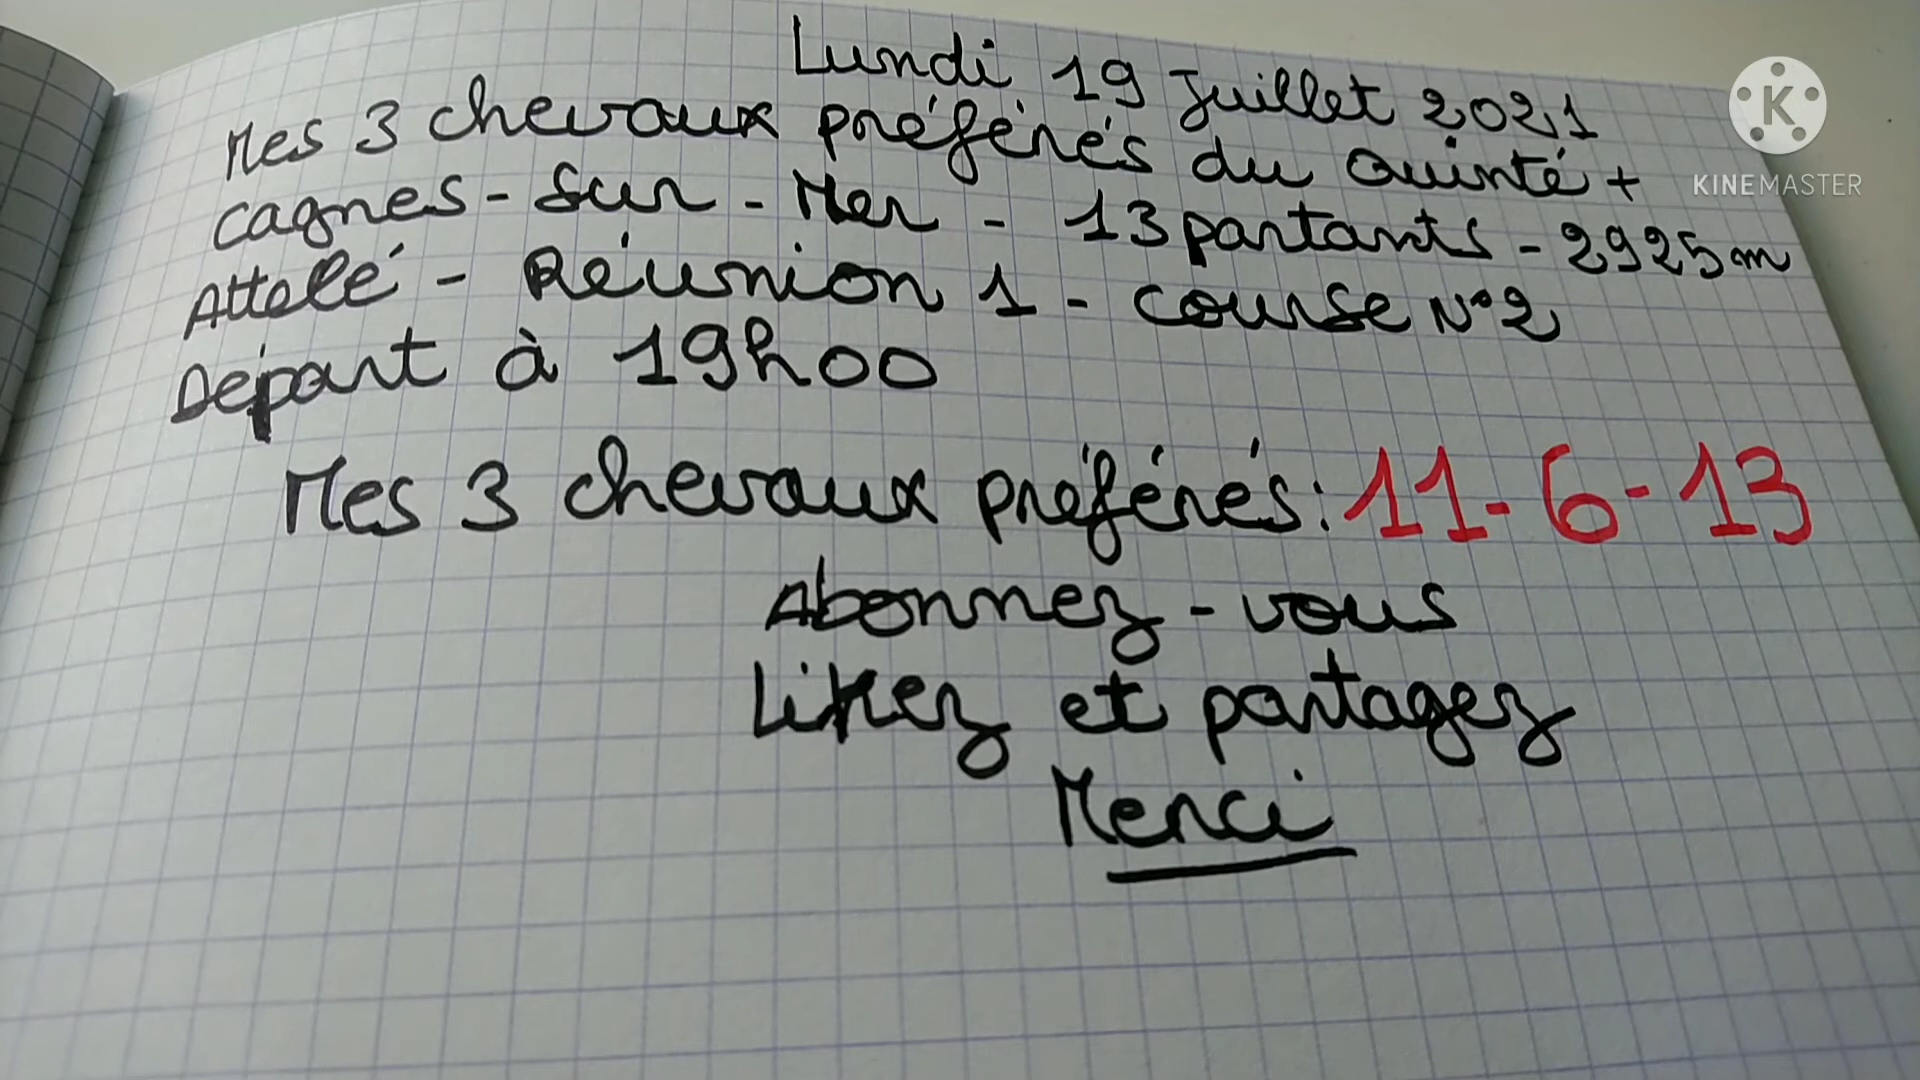 Lundi 19 Juillet 2021
Mes 3 chevaux préférés du Quinté +
Cagnes-Sur-Mer - 13 partants - 2925m
Attelé - Réunion 1 - course N°2
Départ à 19h00
Mes 3 chevaux préférés: 11-6-13
Abonnez-vous
Likez et partagez
Merci
K
KINEMASTER